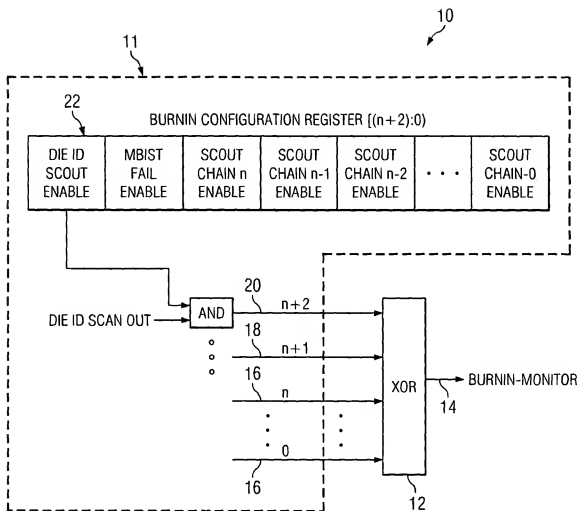 10
11
22
BURNIN CONFIGURATION REGISTER [(n+2):0)
DIE ID SCOUT ENABLE
MBIST FAIL ENABLE
SCOUT CHAIN n ENABLE
SCOUT CHAIN n-1 ENABLE
SCOUT CHAIN n-2 ENABLE
• • •
SCOUT CHAIN-0 ENABLE
DIE ID SCAN OUT
AND
20
n+2
18
n+1
16
n
0
16
XOR
12
14
BURNIN-MONITOR